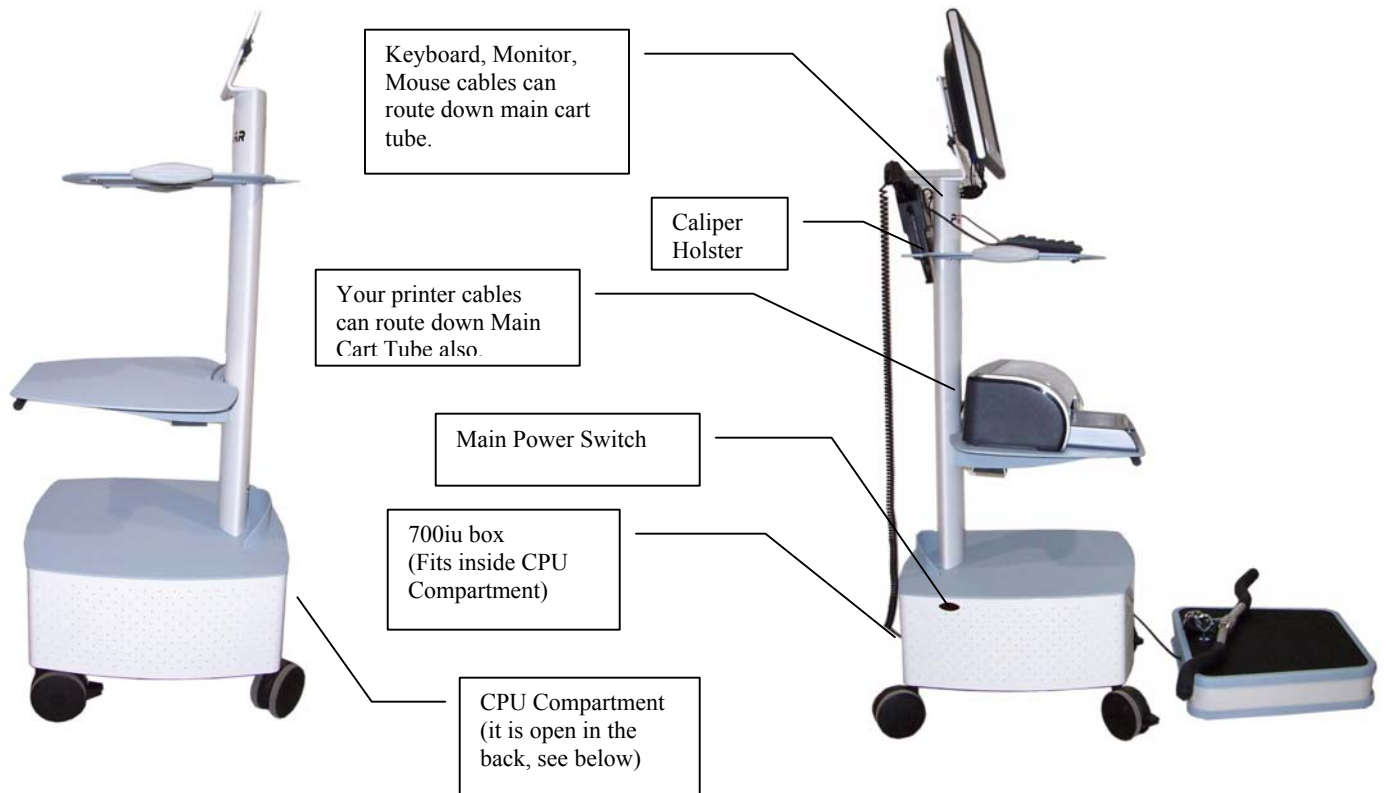 Keyboard, Monitor,
Mouse cables can
route down main cart
tube.
Caliper
Holster
Your printer cables
can route down Main
Cart Tube also.
Main Power Switch
700iu box
(Fits inside CPU
Compartment)
CPU Compartment
(it is open in the
back, see below)